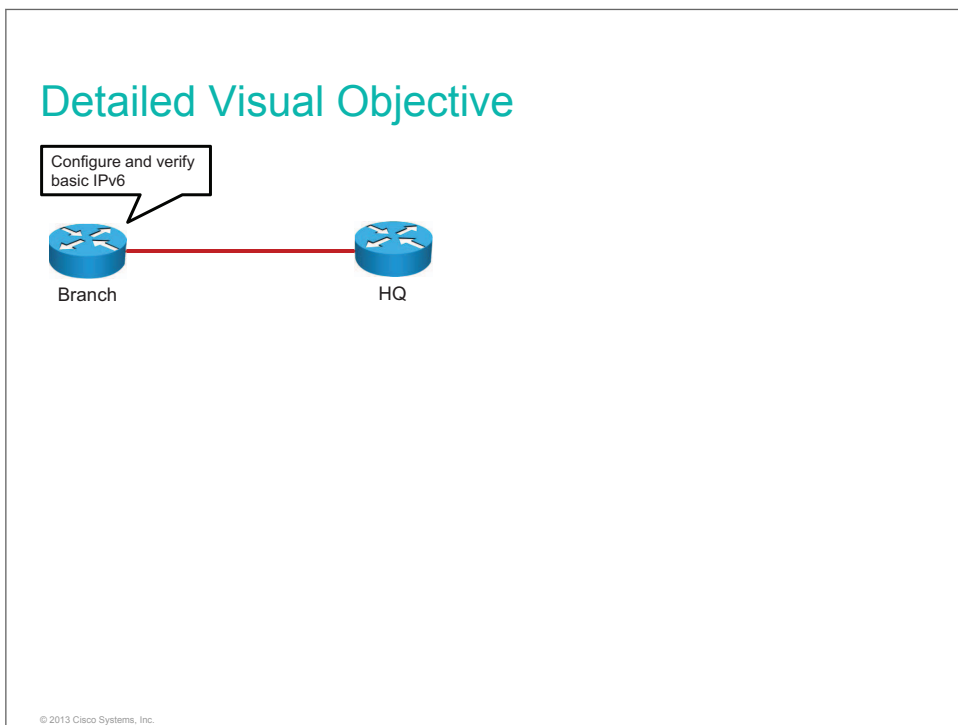 Detailed Visual Objective
Configure and verify
basic IPv6
Branch
HQ
© 2013 Cisco Systems, Inc.